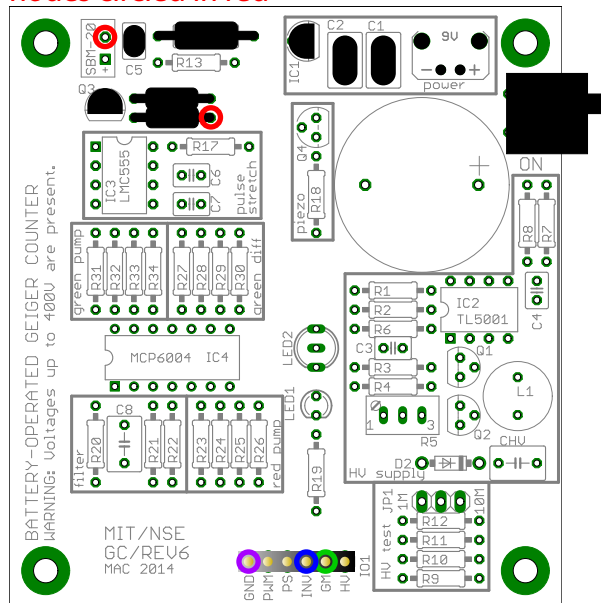 SBM-20
+
C5
R13
Q3
IC1
C2
C1
9V
- +
power
ON
IC3
LMC555
R17
C6
C7
pulse
stretch
Q4
R18
piezo
+
R8
R7
C4
green pump
R31
R32
R33
R34
R27
R28
R29
R30
green diff
R1
R2
R6
C3
R3
R4
IC2
TL5001
Q1
Q2
L1
1
3
R5
D2
CHV
HV supply
MCP6004 IC4
LED2
LED1
R19
filter
R20
C8
R21
R22
R23
R24
R25
R26
red pump
JP1
1M
10M
R12
R11
R10
R9
HV test
BATTERY-OPERATED GEIGER COUNTER
WARNING: Voltages up to 400V are present.
MIT/NSE
GC/REV6
MAC 2014
GND
PWM
PS
INV
GM
HV
IO1